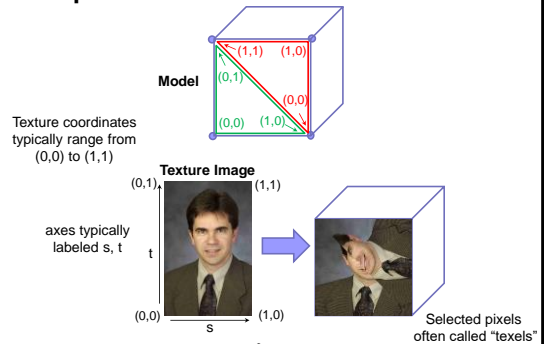 (1,1)
(1,0)
Model
(0,1)
(0,0)
(0,0)
(1,0)
Texture coordinates
typically range from
(0,0) to (1,1)
Texture Image
(0,1)
(1,1)
axes typically
labeled s, t
t
(0,0)
(1,0)
s
Selected pixels
often called “texels”